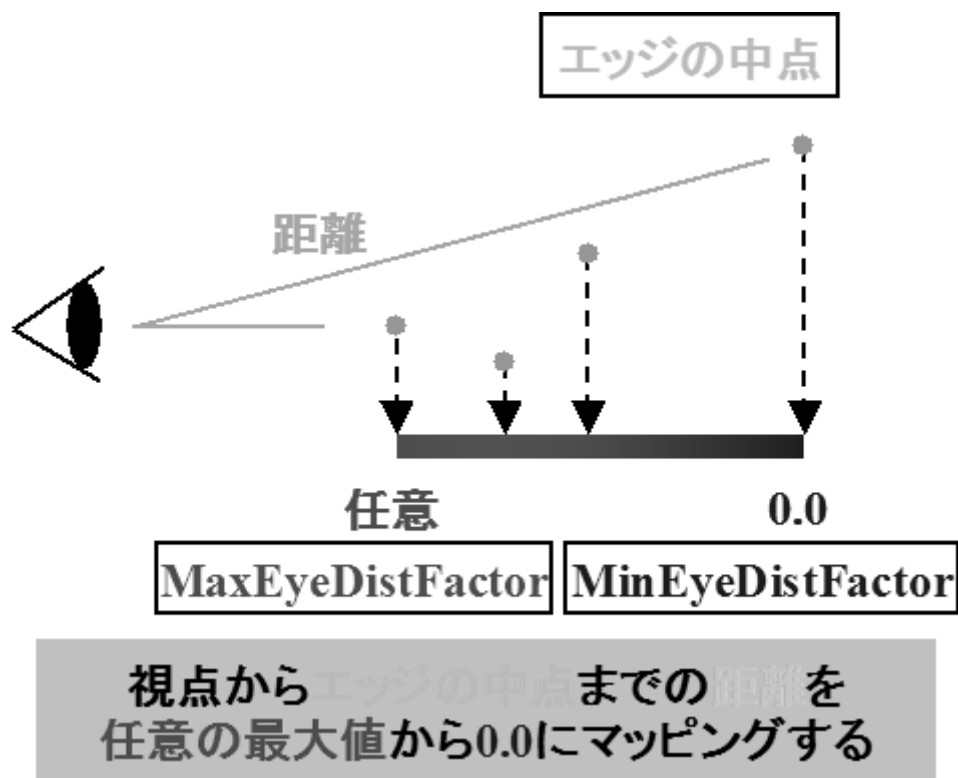 エッジの中点
距離
任意
0.0
MaxEyeDistFactor
MinEyeDistFactor
視点からエッジの中点までの距離を
任意の最大値から0.0にマッピングする